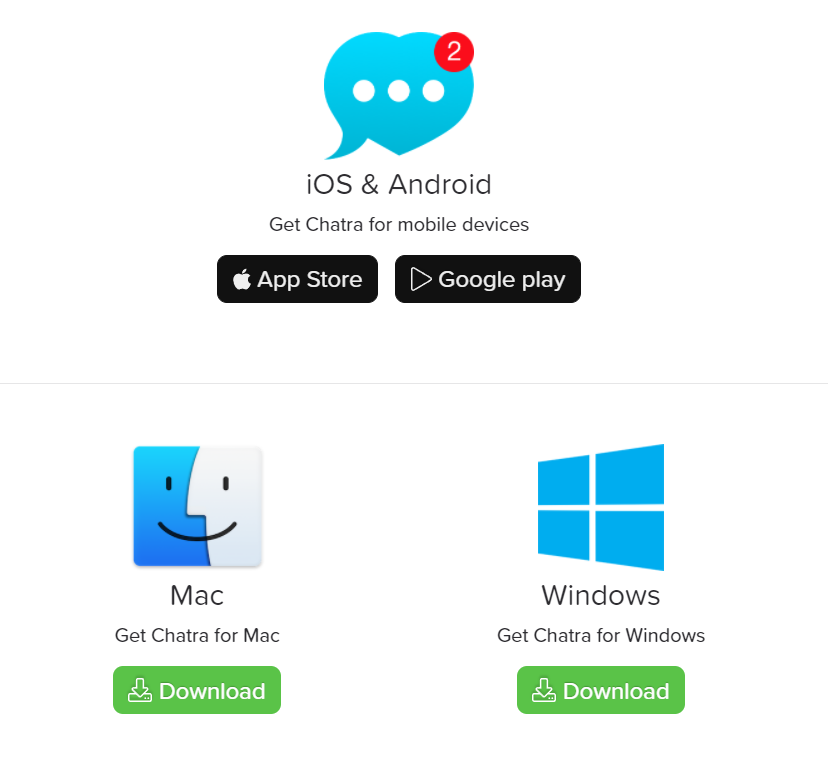 2
iOS & Android
Get Chatra for mobile devices
App Store
Google play
Mac
Get Chatra for Mac
Download
Windows
Get Chatra for Windows
Download